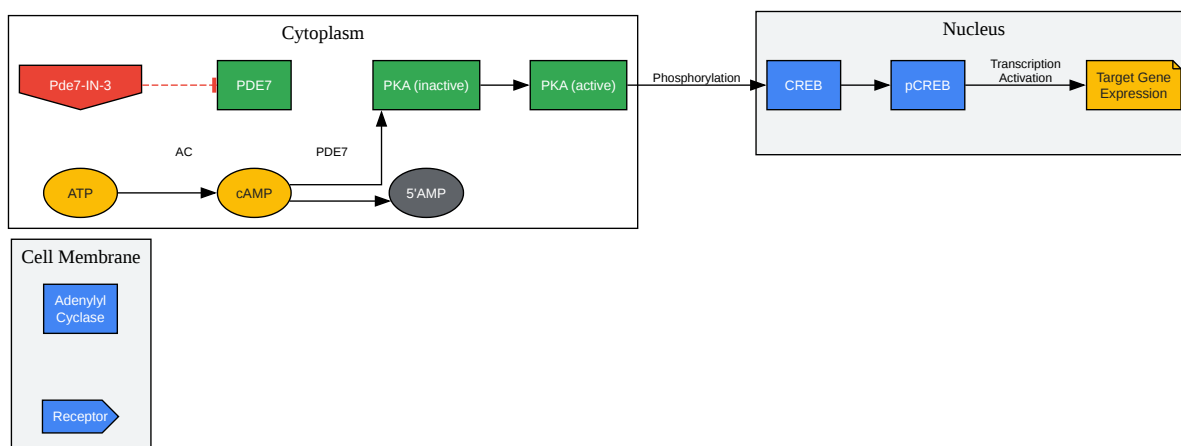 Cytoplasm
Pde7-IN-3
PDE7
PKA (inactive)
PKA (active)
Phosphorylation
AC
PDE7
ATP
cAMP
5'AMP
Nucleus
CREB
pCREB
Transcription
Activation
Target Gene
Expression
Cell Membrane
Adenylyl
Cyclase
Receptor